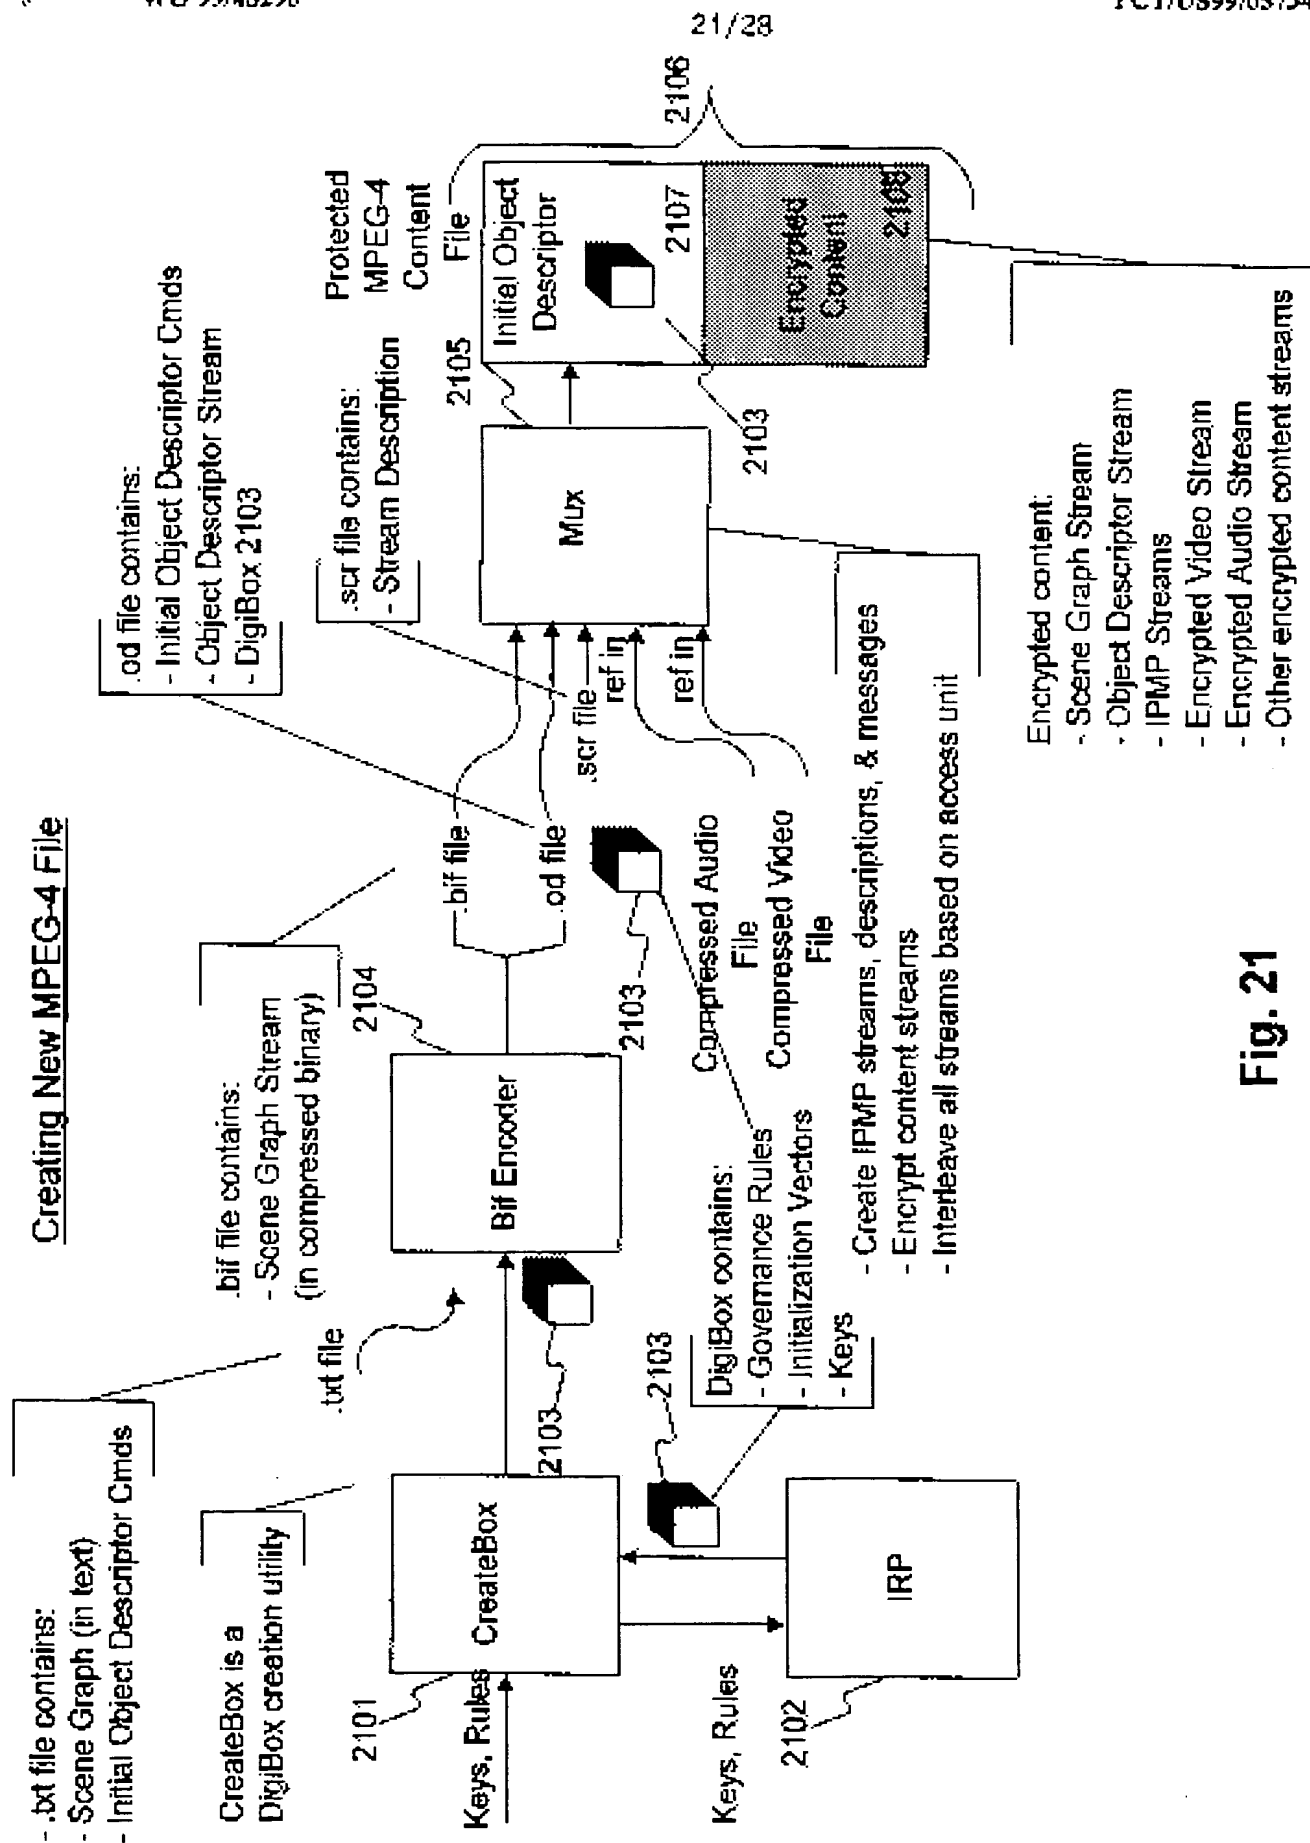 21/28
Creating New MPEG-4 File
- .txt file contains:
- Scene Graph (in text)
- Initial Object Descriptor Cmds
CreateBox is a
DigiBox creation utility
.bif file contains:
- Scene Graph Stream
(in compressed binary)
.od file contains:
- Initial Object Descriptor Cmds
- Object Descriptor Stream
- DigiBox 2103
.scr file contains:
- Stream Description
Protected
MPEG-4
Content
File
2106
2101
Keys, Rules
CreateBox
.txt file
2103
2104
Bif Encoder
.bif file
.od file
.scr file
ref in
ref in
2105
Mux
Initial Object
Descriptor
2107
Encrypted
Content
2108
2103
2103
Compressed Audio
File
Compressed Video
File
Keys, Rules
2102
IRP
2103
DigiBox contains:
- Governance Rules
- Initialization Vectors
- Keys
- Create IPMP streams, descriptions, & messages
- Encrypt content streams
- Interleave all streams based on access unit
Encrypted content:
- Scene Graph Stream
- Object Descriptor Stream
- IPMP Streams
- Encrypted Video Stream
- Encrypted Audio Stream
- Other encrypted content streams
Fig. 21